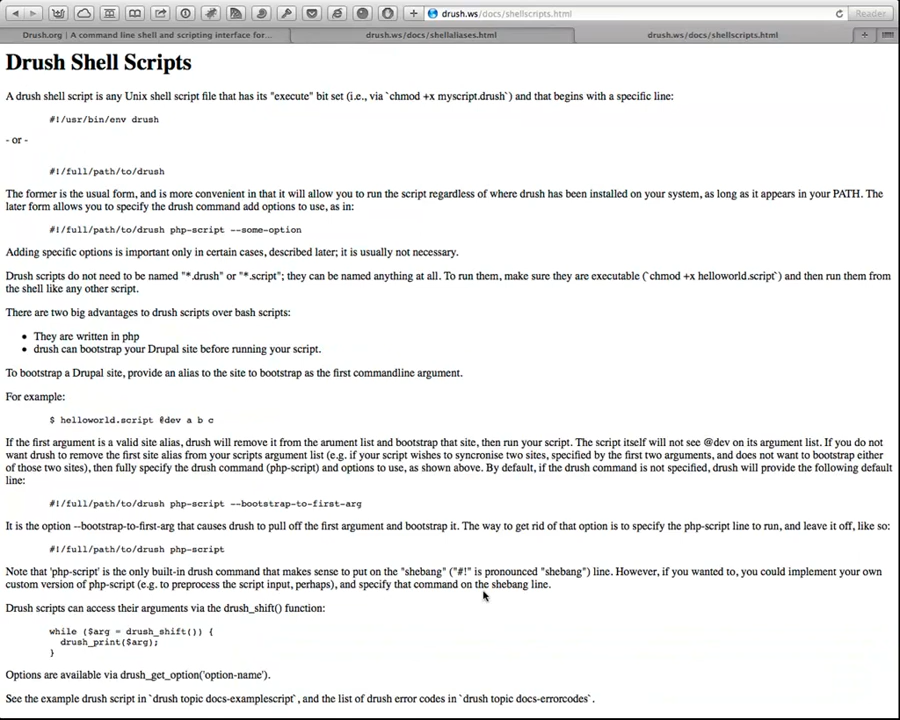 drush.ws/docs/shellscripts.html
Reader
Drush.org | A command line shell and scripting interface for...
drush.ws/docs/shellaliases.html
drush.ws/docs/shellscripts.html
Drush Shell Scripts
A drush shell script is any Unix shell script file that has its "execute" bit set (i.e., via `chmod +x myscript.drush`) and that begins with a specific line:
#!/usr/bin/env drush
- or -
#!/full/path/to/drush
The former is the usual form, and is more convenient in that it will allow you to run the script regardless of where drush has been installed on your system, as long as it appears in your PATH. The
later form allows you to specify the drush command add options to use, as in:
#!/full/path/to/drush php-script --some-option
Adding specific options is important only in certain cases, described later; it is usually not necessary.
Drush scripts do not need to be named "*.drush" or "*.script"; they can be named anything at all. To run them, make sure they are executable (`chmod +x helloworld.script`) and then run them from
the shell like any other script.
There are two big advantages to drush scripts over bash scripts:
• They are written in php
• drush can bootstrap your Drupal site before running your script.
To bootstrap a Drupal site, provide an alias to the site to bootstrap as the first commandline argument.
For example:
$ helloworld.script @dev a b c
If the first argument is a valid site alias, drush will remove it from the arument list and bootstrap that site, then run your script. The script itself will not see @dev on its argument list. If you do not
want drush to remove the first site alias from your scripts argument list (e.g. if your script wishes to syncronise two sites, specified by the first two arguments, and does not want to bootstrap either
of those two sites), then fully specify the drush command (php-script) and options to use, as shown above. By default, if the drush command is not specified, drush will provide the following default
line:
#!/full/path/to/drush php-script --bootstrap-to-first-arg
It is the option --bootstrap-to-first-arg that causes drush to pull off the first argument and bootstrap it. The way to get rid of that option is to specify the php-script line to run, and leave it off, like so:
#!/full/path/to/drush php-script
Note that 'php-script' is the only built-in drush command that makes sense to put on the "shebang" ("#!" is pronounced "shebang") line. However, if you wanted to, you could implement your own
custom version of php-script (e.g. to preprocess the script input, perhaps), and specify that command on the shebang line.
Drush scripts can access their arguments via the drush_shift() function:
while ($arg = drush_shift()) {
drush_print($arg);
}
Options are available via drush_get_option('option-name').
See the example drush script in `drush topic docs-examplescript`, and the list of drush error codes in `drush topic docs-errorcodes`.